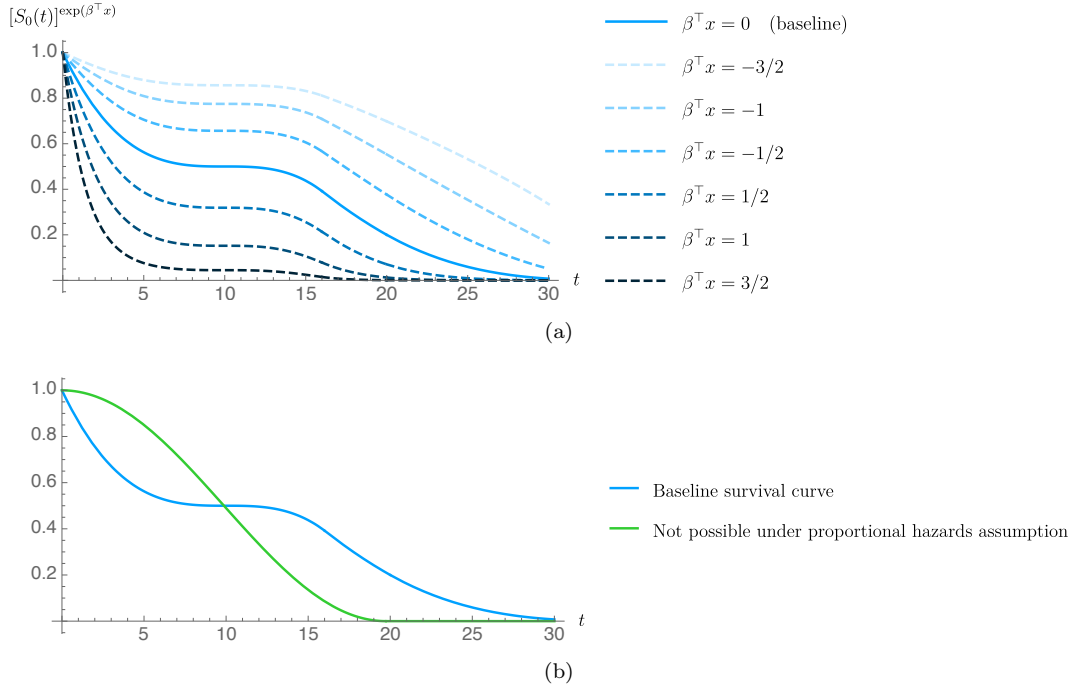 [S₀(t)]^exp(β^⊤x)
1.0
0.8
0.6
0.4
0.2
5 10 15 20 25 30 t
β^⊤x = 0 (baseline)
β^⊤x = −3/2
β^⊤x = −1
β^⊤x = −1/2
β^⊤x = 1/2
β^⊤x = 1
β^⊤x = 3/2
(a)
1.0
0.8
0.6
0.4
0.2
5 10 15 20 25 30 t
Baseline survival curve
Not possible under proportional hazards assumption
(b)